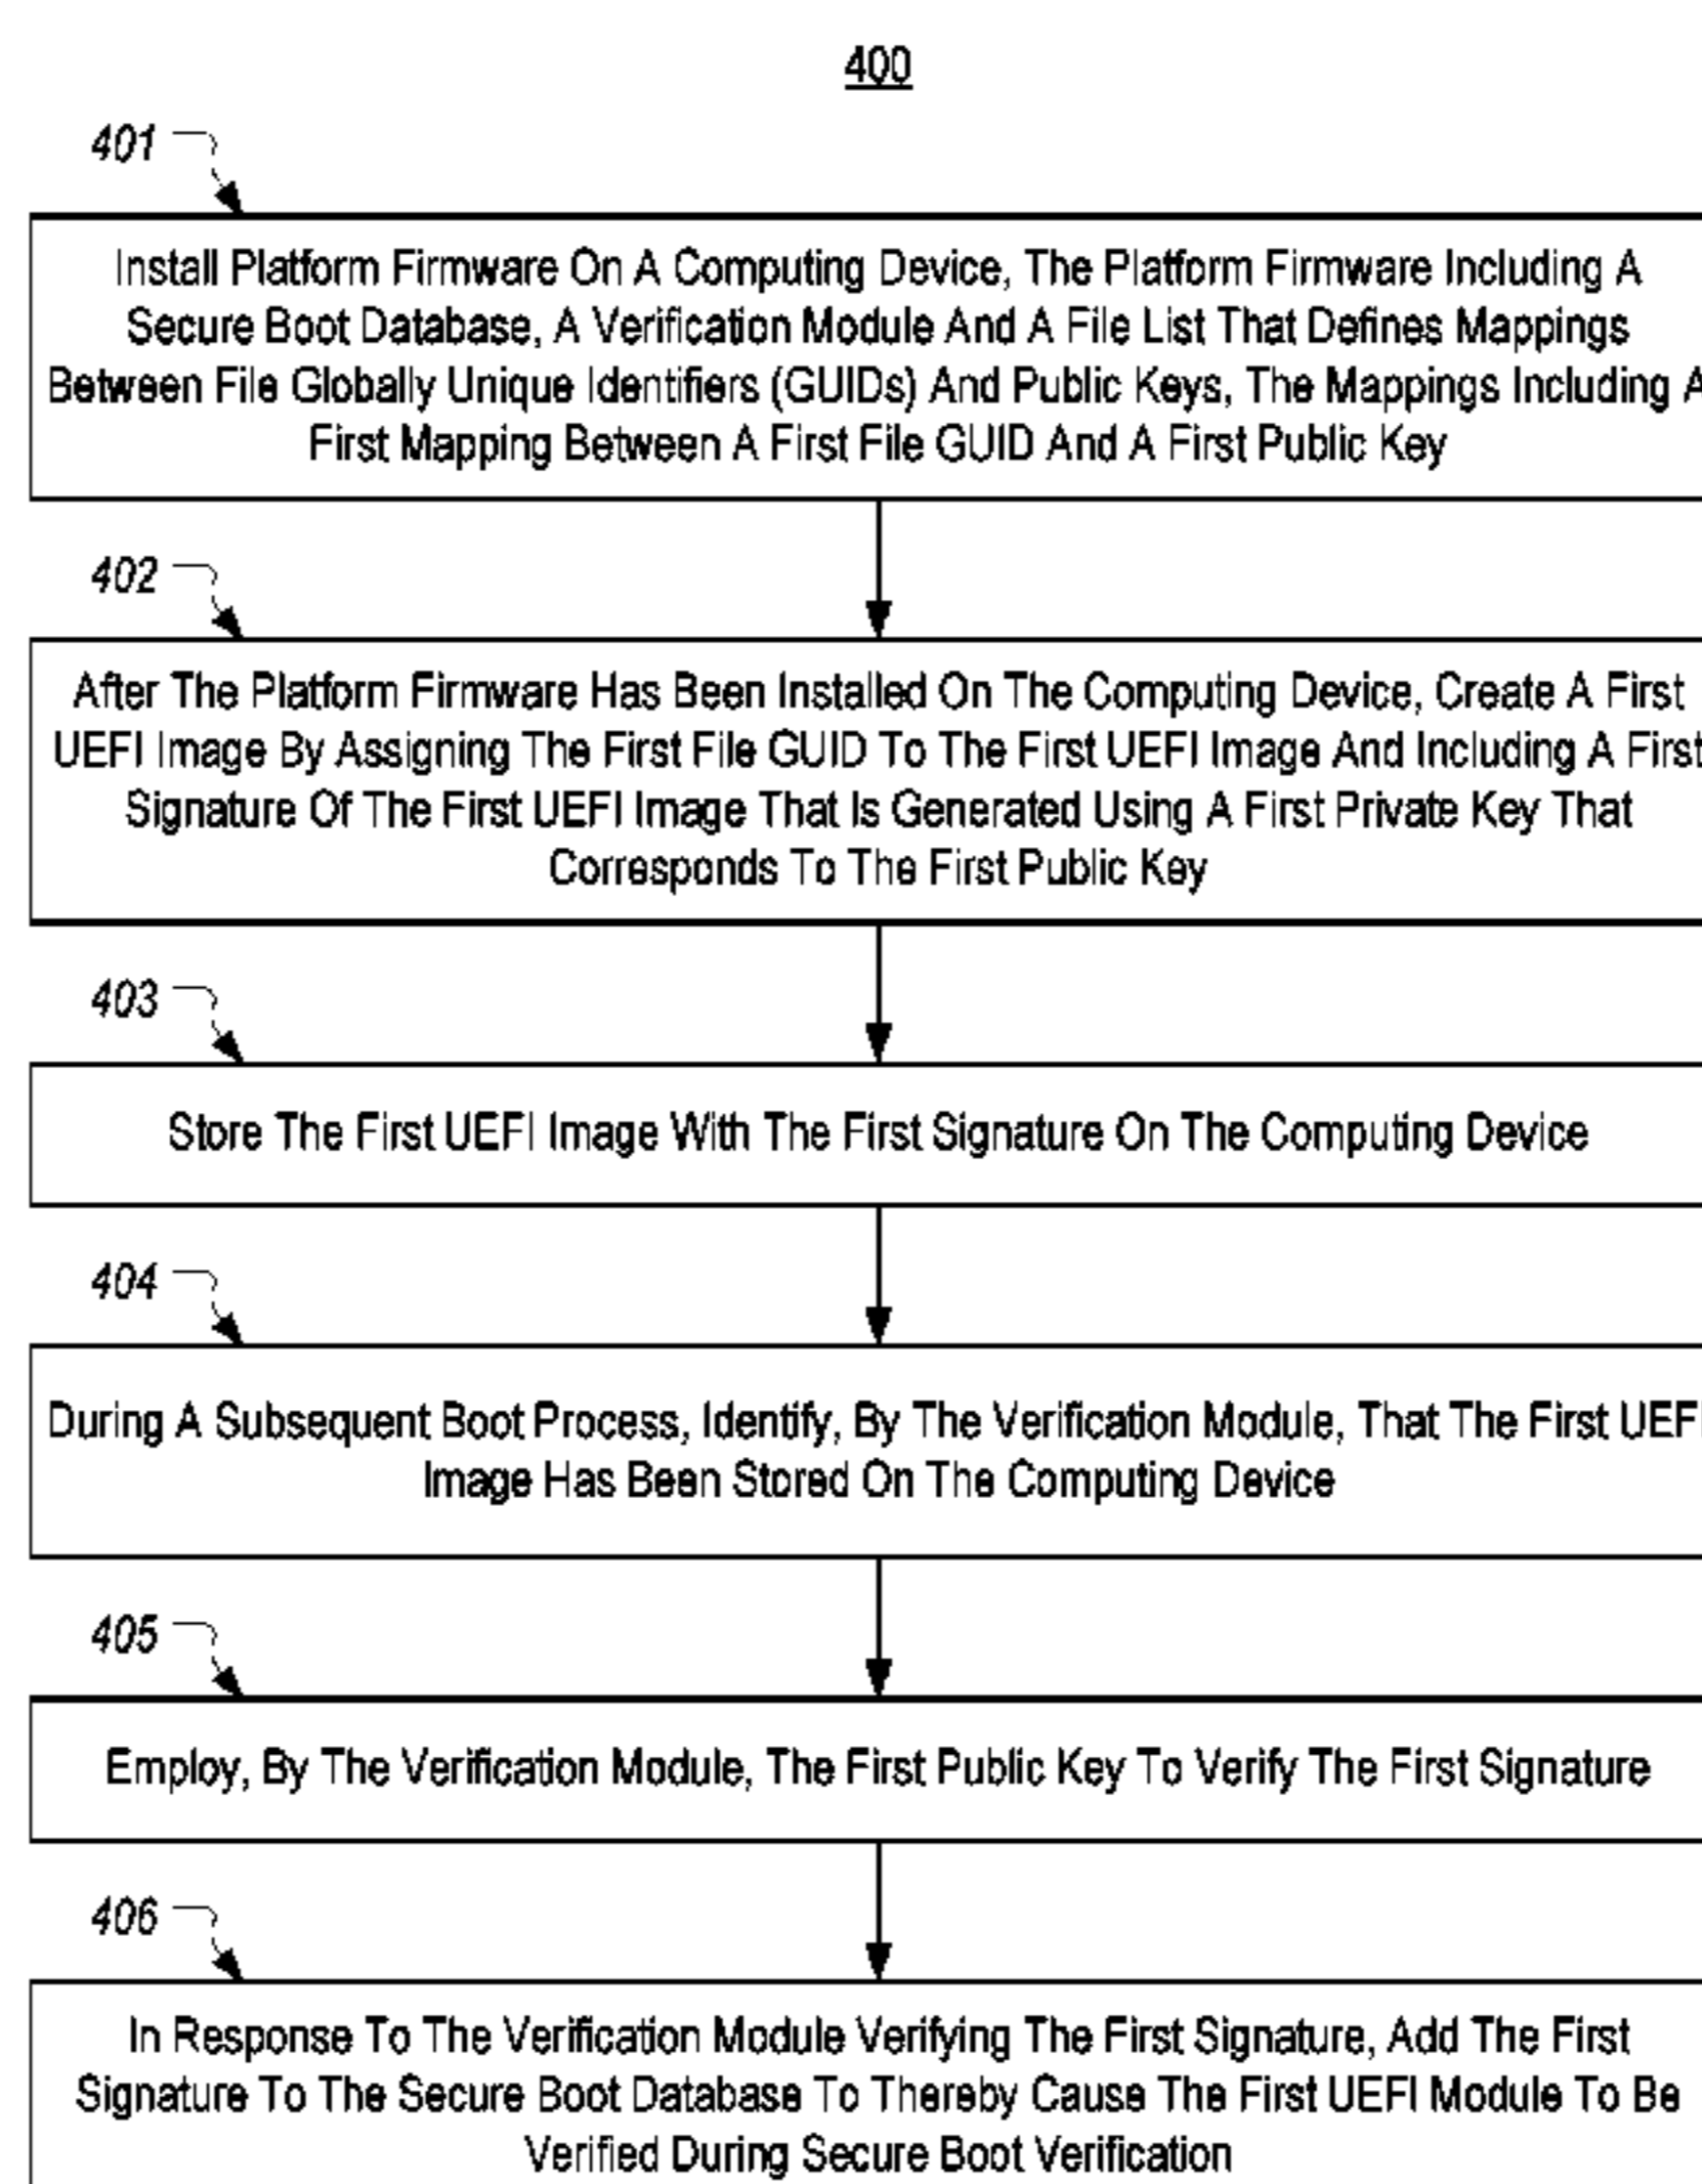 400
401
Install Platform Firmware On A Computing Device, The Platform Firmware Including A
Secure Boot Database, A Verification Module And A File List That Defines Mappings
Between File Globally Unique Identifiers (GUIDs) And Public Keys, The Mappings Including A
First Mapping Between A First File GUID And A First Public Key
402
After The Platform Firmware Has Been Installed On The Computing Device, Create A First
UEFI Image By Assigning The First File GUID To The First UEFI Image And Including A First
Signature Of The First UEFI Image That Is Generated Using A First Private Key That
Corresponds To The First Public Key
403
Store The First UEFI Image With The First Signature On The Computing Device
404
During A Subsequent Boot Process, Identify, By The Verification Module, That The First UEFI
Image Has Been Stored On The Computing Device
405
Employ, By The Verification Module, The First Public Key To Verify The First Signature
406
In Response To The Verification Module Verifying The First Signature, Add The First
Signature To The Secure Boot Database To Thereby Cause The First UEFI Module To Be
Verified During Secure Boot Verification